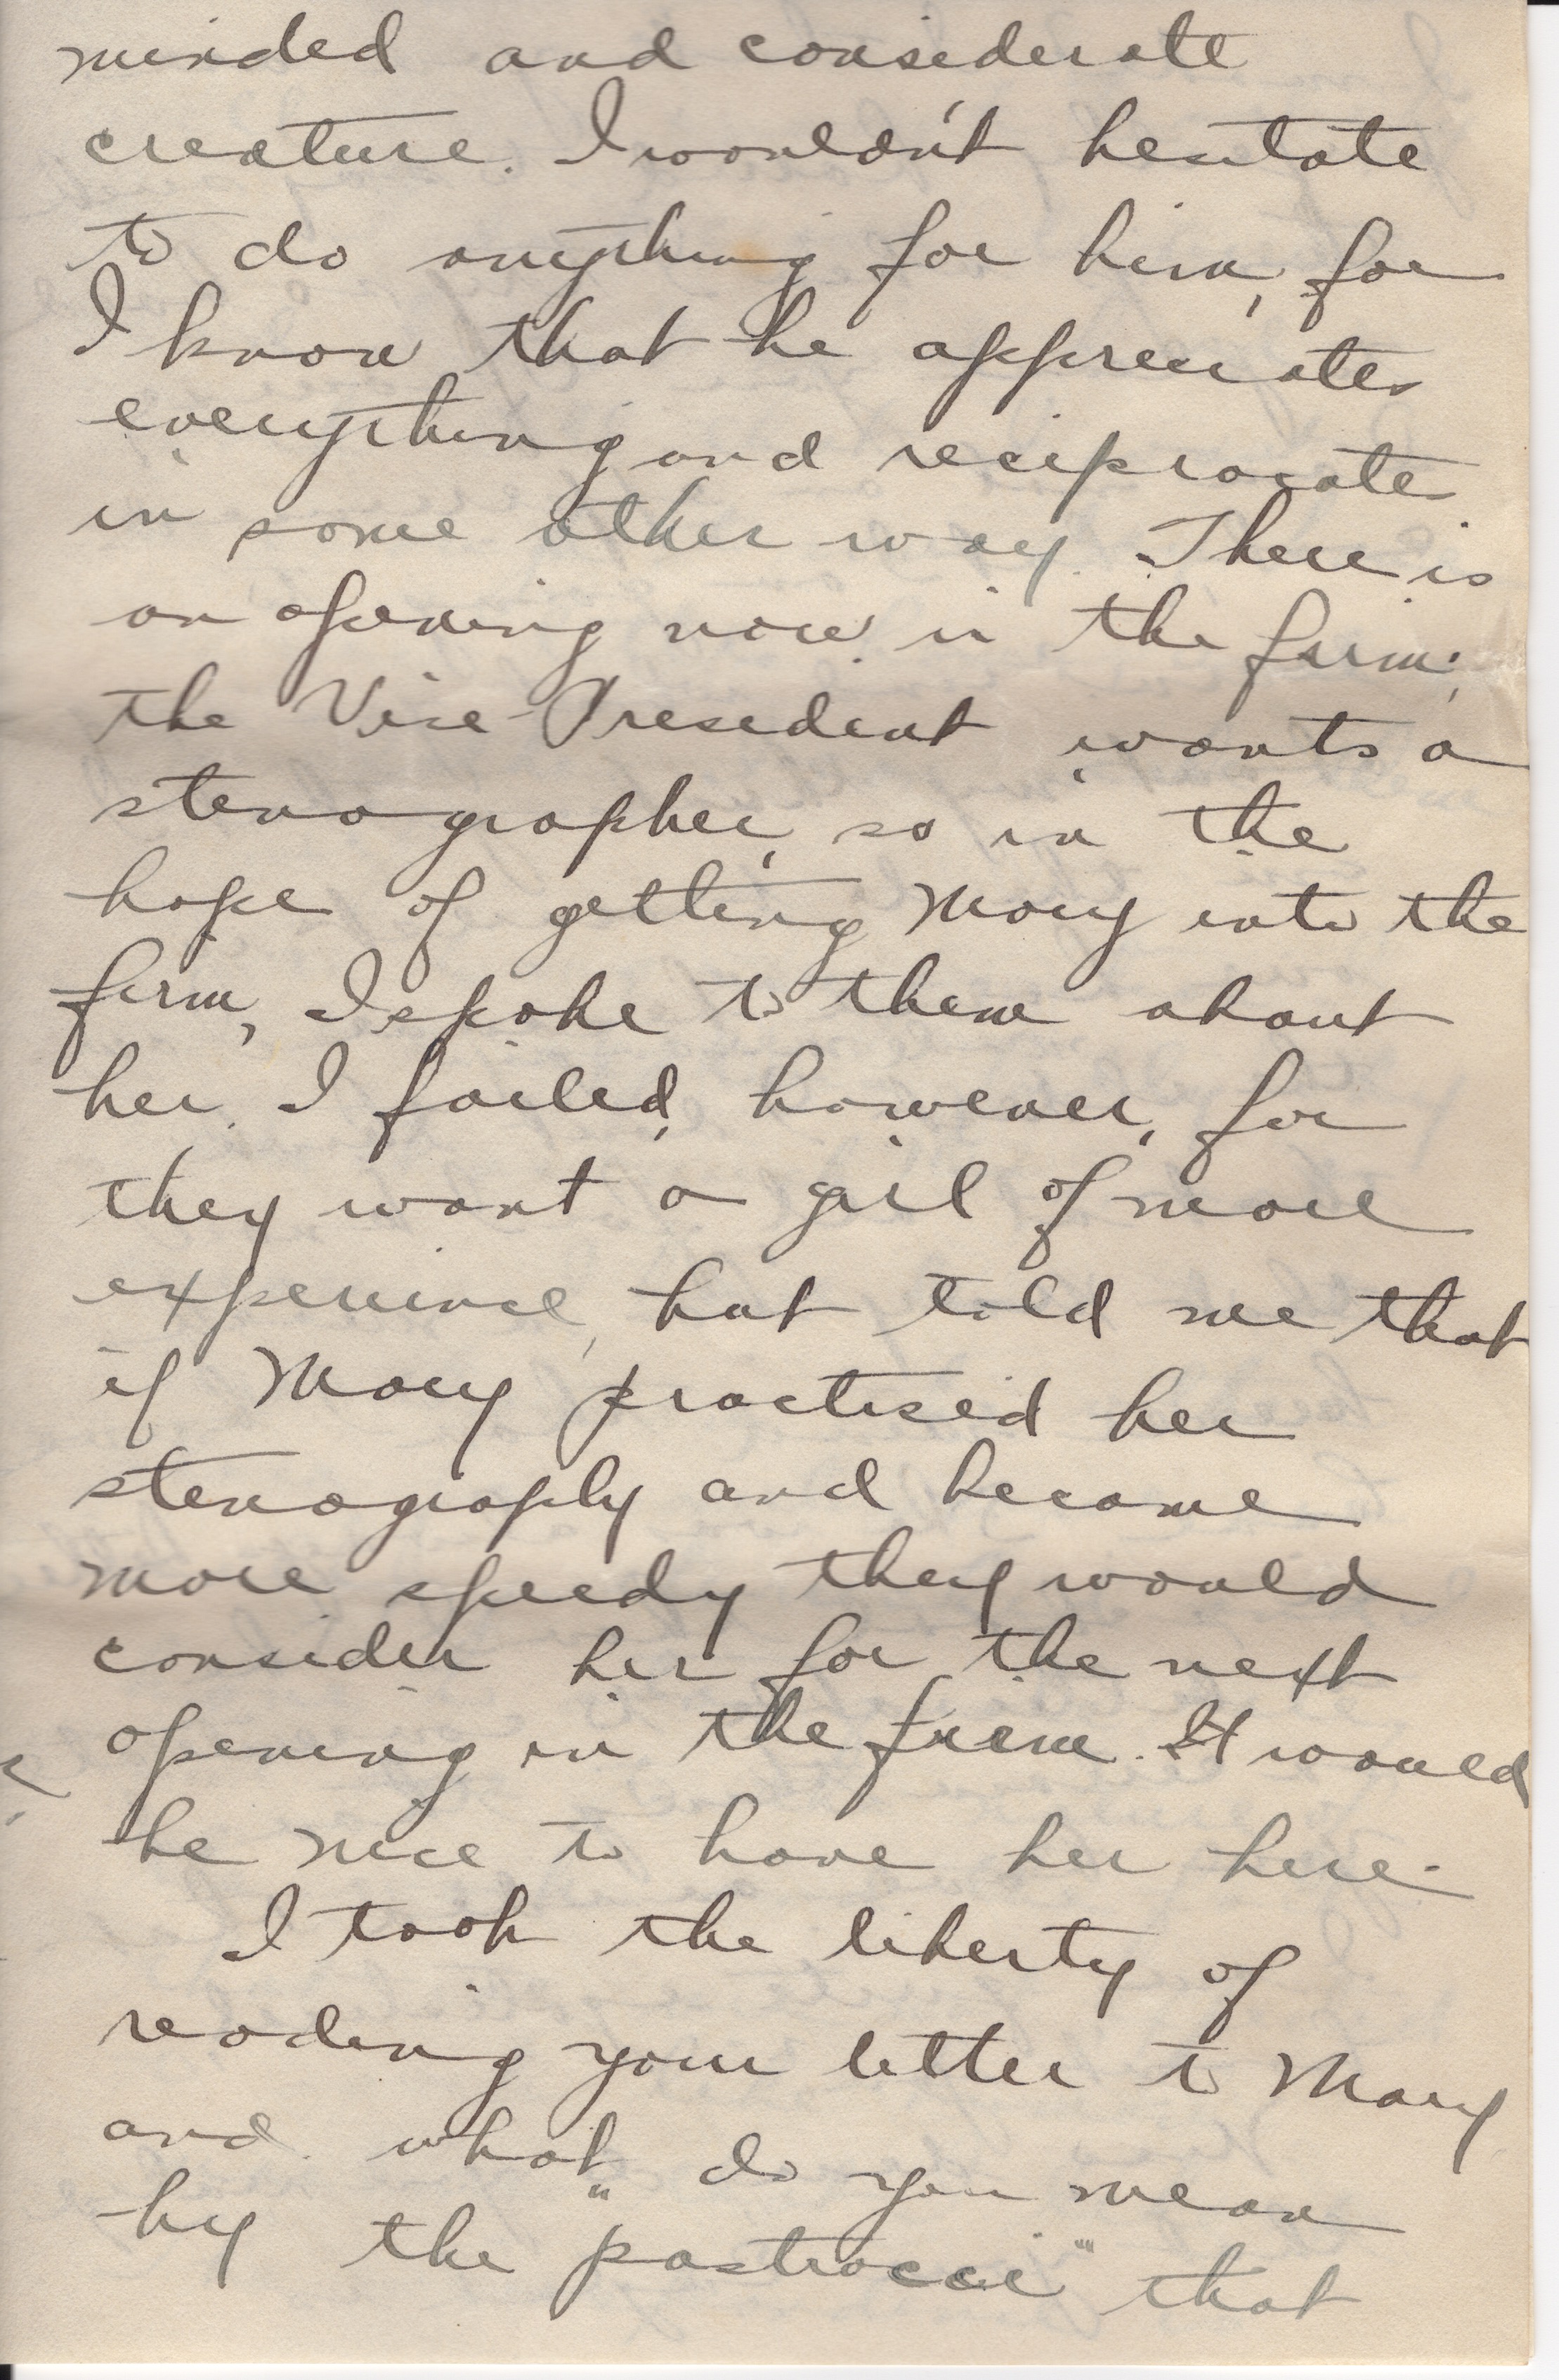 minded and considerate
creature. I wouldn't hesitate
to do anything for him, for
I know that he appreciates
everything and reciprocates
in some other way. There is
an opening now in the firm;
the Vice-President wants a
stenographer, so in the
hope of getting Mary into the
firm, I spoke to them about
her. I failed, however, for
they want a girl of more
experience, but told me that
if Mary practised her
stenography and became
more speedy they would
consider her for the next
opening in the firm. It would
be nice to have her here.
I took the liberty of
reading your letter to Mary
and what do you mean
by the "pastrocci" that